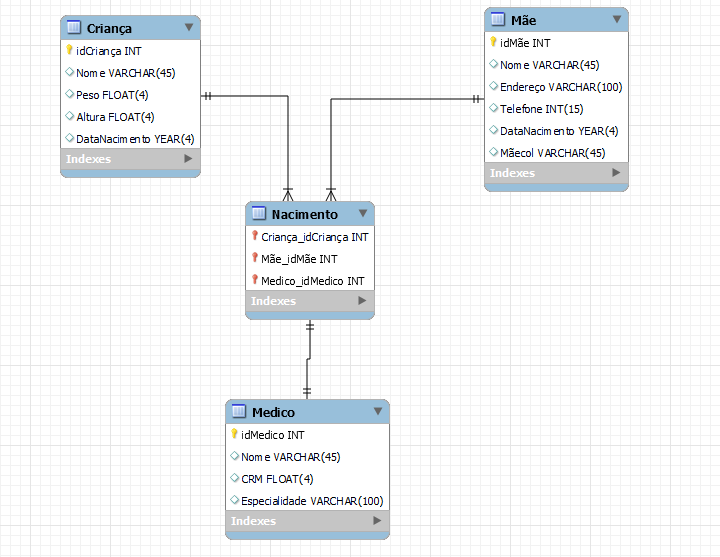 Criança
idCriança INT
Nome VARCHAR(45)
Peso FLOAT(4)
Altura FLOAT(4)
DataNacimento YEAR(4)
Indexes
Mãe
idMãe INT
Nome VARCHAR(45)
Endereço VARCHAR(100)
Telefone INT(15)
DataNacimento YEAR(4)
Mãecol VARCHAR(45)
Indexes
Nacimento
Criança_idCriança INT
Mãe_idMãe INT
Medico_idMedico INT
Indexes
Medico
idMedico INT
Nome VARCHAR(45)
CRM FLOAT(4)
Especialidade VARCHAR(100)
Indexes